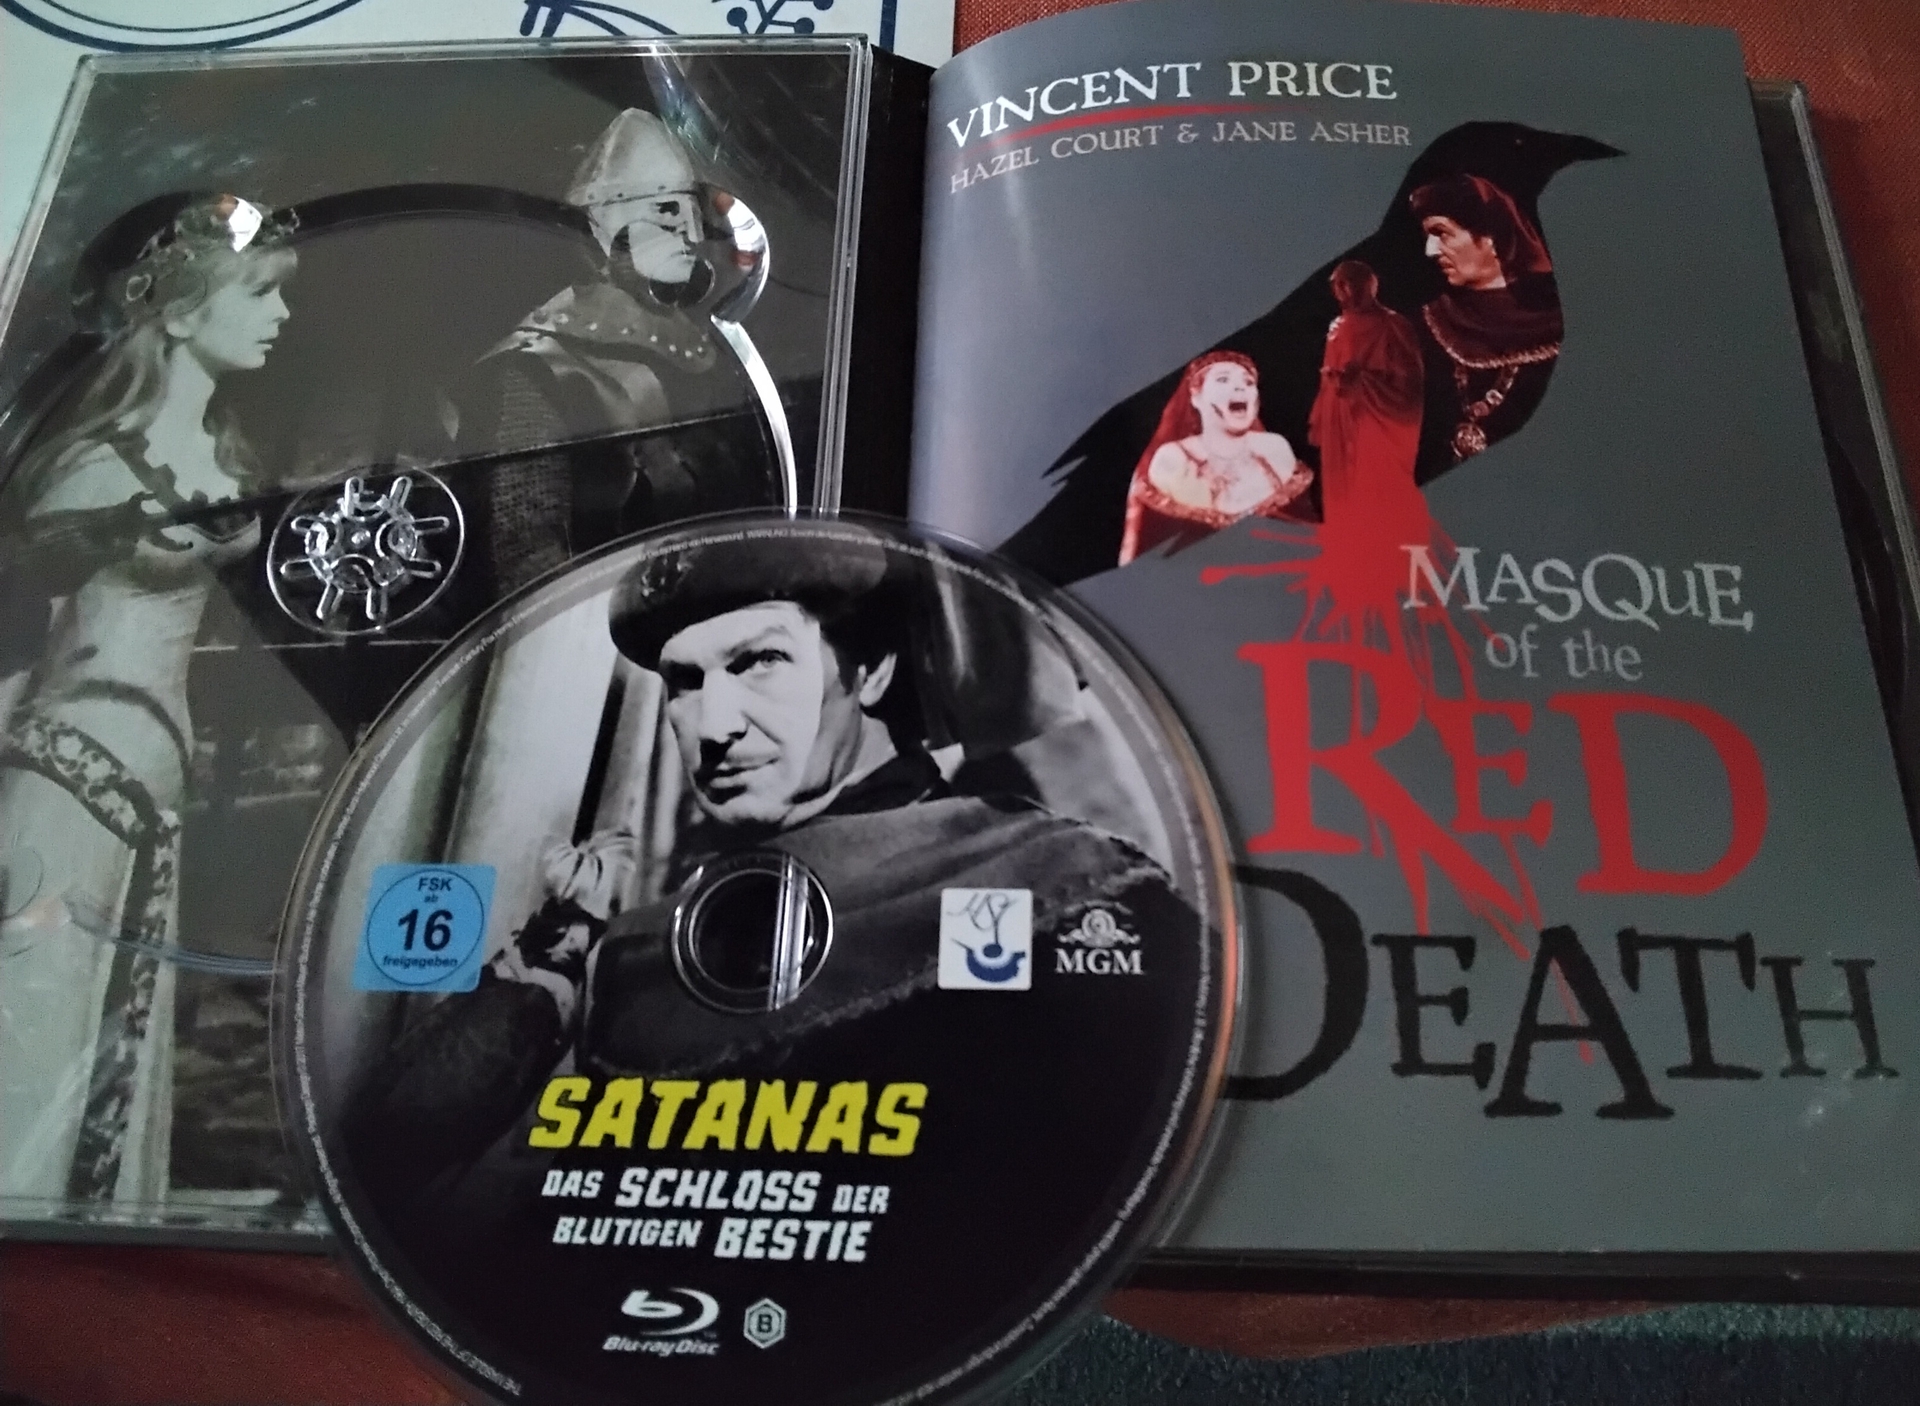 VINCENT PRICE
HAZEL COURT & JANE ASHER
MASQUE
of the
RED
DEATH
FSK
ab
16
freigegeben
MGM
SATANAS
DAS SCHLOSS DER
BLUTIGEN BESTIE
Blu-ray Disc
B